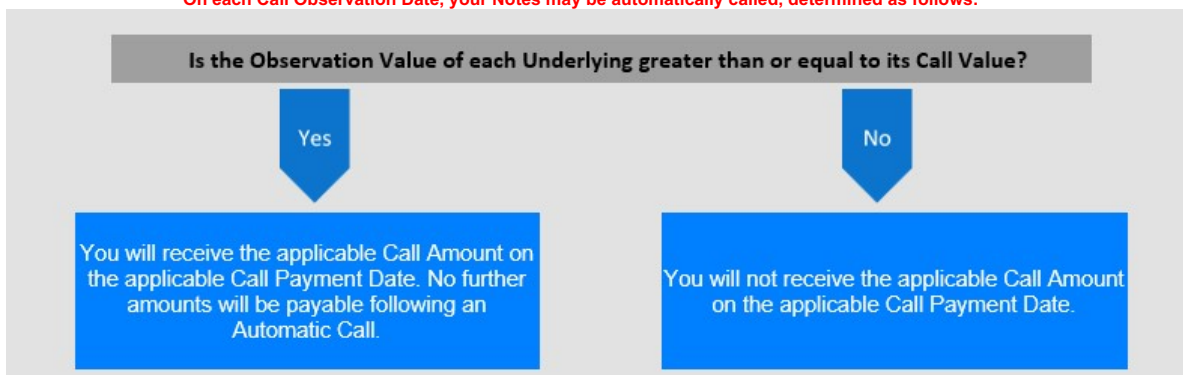 On each Call Observation Date, your Notes may be automatically called, determined as follows:
Is the Observation Value of each Underlying greater than or equal to its Call Value?
Yes
No
You will receive the applicable Call Amount on
the applicable Call Payment Date. No further
amounts will be payable following an
Automatic Call.
You will not receive the applicable Call Amount
on the applicable Call Payment Date.